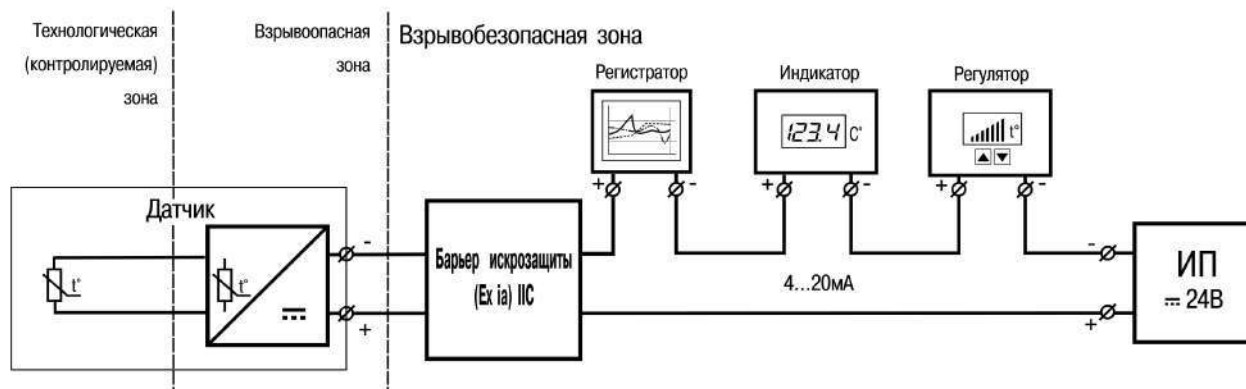 Технологическая
(контролируемая)
зона
Взрывоопасная
зона
Взрывобезопасная зона
Регистратор
Индикатор
123.4 C°
Регулятор
t°
+ -
+ -
+ -
Датчик
t°
t°
-
+
Барьер искрозащиты
(Ex ia) IIC
4...20мА
-
+
ИП
24В